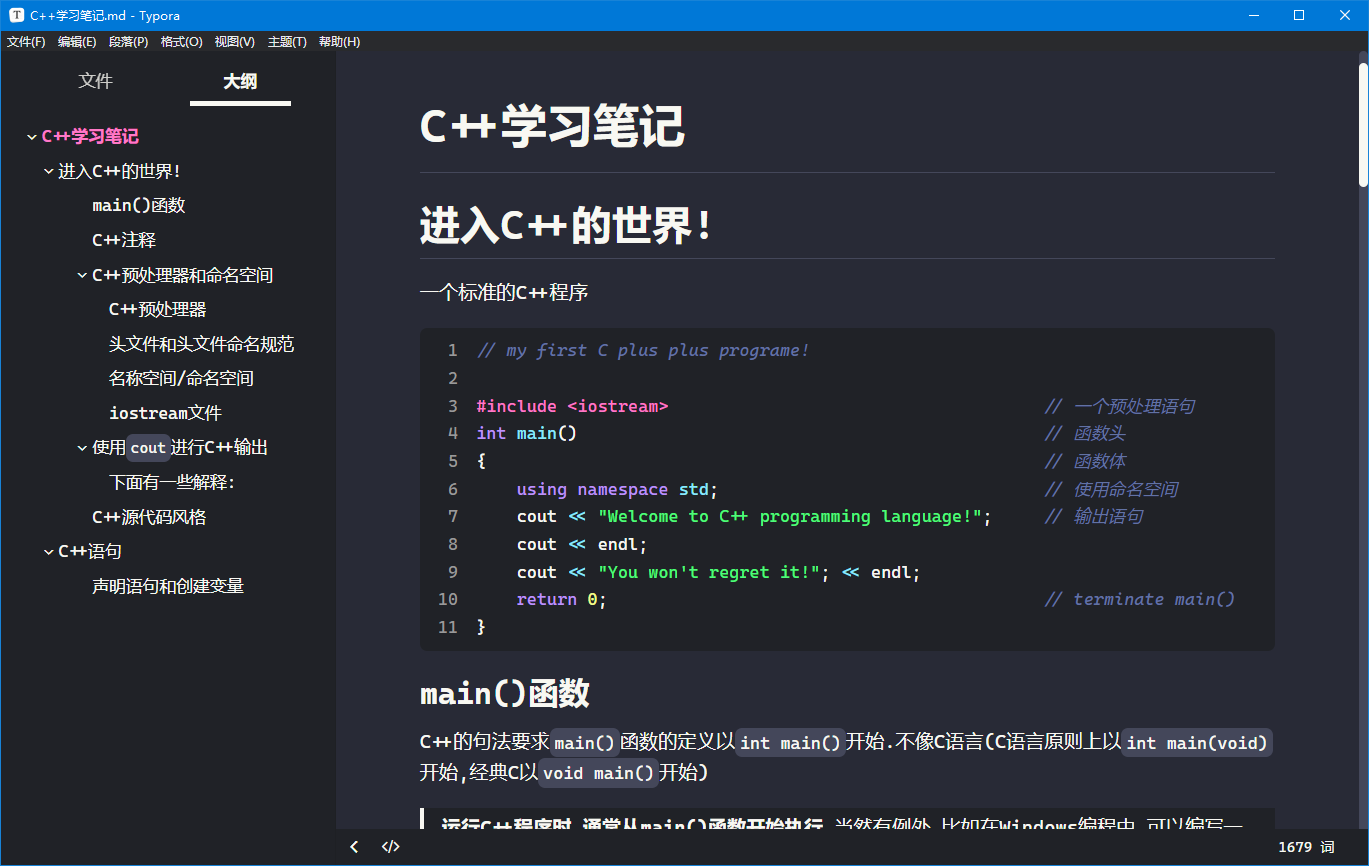 C++学习笔记.md - Typora
文件(F) 编辑(E) 段落(P) 格式(O) 视图(V) 主题(T) 帮助(H)
文件 大纲
C++学习笔记
进入C++的世界!
main()函数
C++注释
C++预处理器和命名空间
C++预处理器
头文件和头文件命名规范
名称空间/命名空间
iostream文件
使用cout进行C++输出
下面有一些解释:
C++源代码风格
C++语句
声明语句和创建变量
C++学习笔记
进入C++的世界!
一个标准的C++程序
1 // my first C plus plus programe!
2
3 #include <iostream> // 一个预处理语句
4 int main() // 函数头
5 { // 函数体
6 using namespace std; // 使用命名空间
7 cout << "Welcome to C++ programming language!"; // 输出语句
8 cout << endl;
9 cout << "You won't regret it!"; << endl;
10 return 0; // terminate main()
11 }
main()函数
C++的句法要求main()函数的定义以int main()开始.不像C语言(C语言原则上以int main(void)
开始,经典C以void main()开始)
运行C++程序时,通常从main()函数开始执行.当然有例外,比如在Windows编程中,可以编写一
1679 词